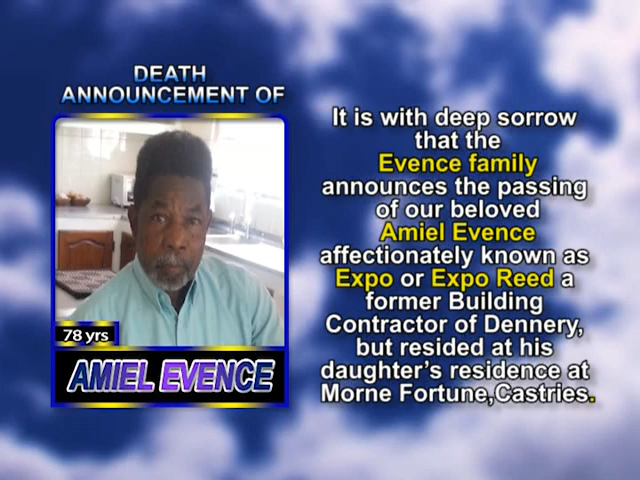 DEATH
ANNOUNCEMENT OF
78 yrs
AMIEL EVENCE
It is with deep sorrow
that the
Evence family
announces the passing
of our beloved
Amiel Evence
affectionately known as
Expo or Expo Reed a
former Building
Contractor of Dennery,
but resided at his
daughter's residence at
Morne Fortune,Castries.